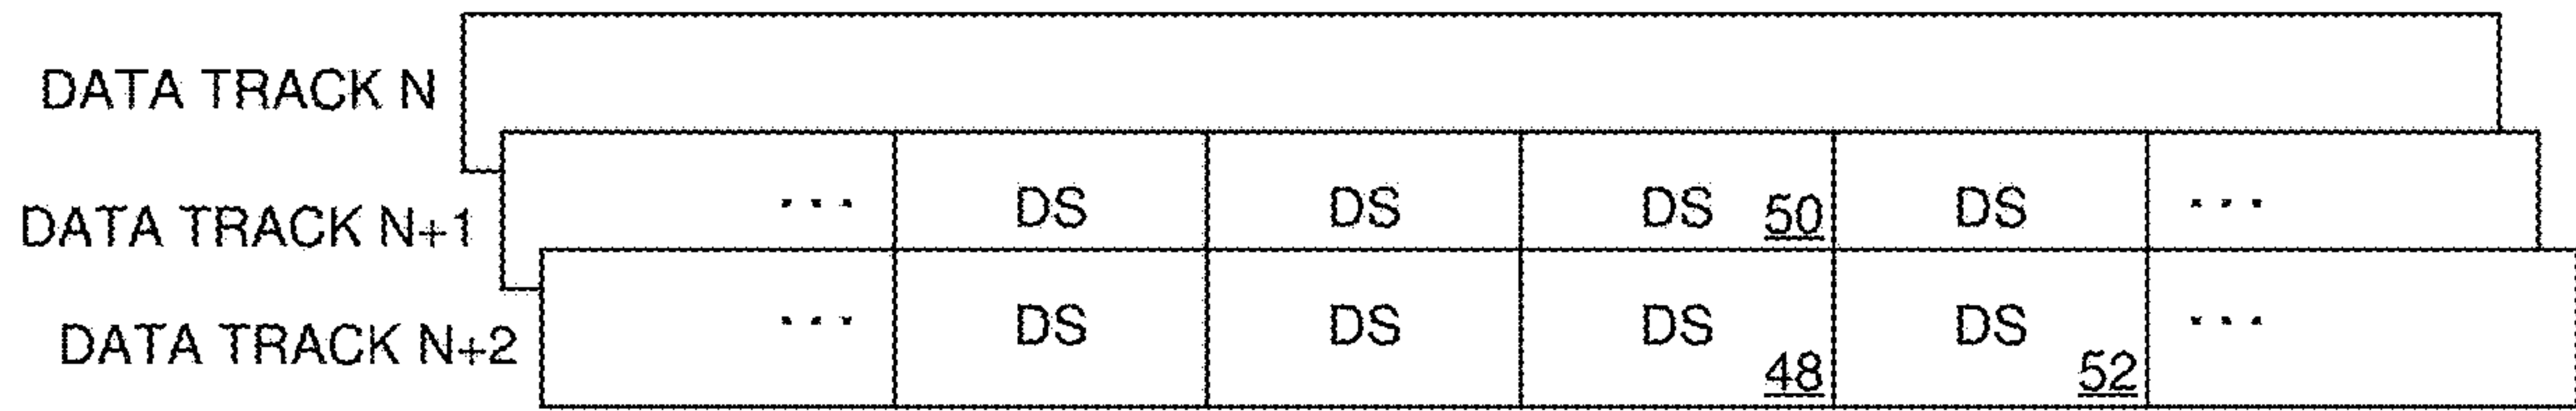 DATA TRACK N
DATA TRACK N+1 ... DS DS DS 50 DS ...
DATA TRACK N+2 ... DS DS DS 48 DS 52 ...